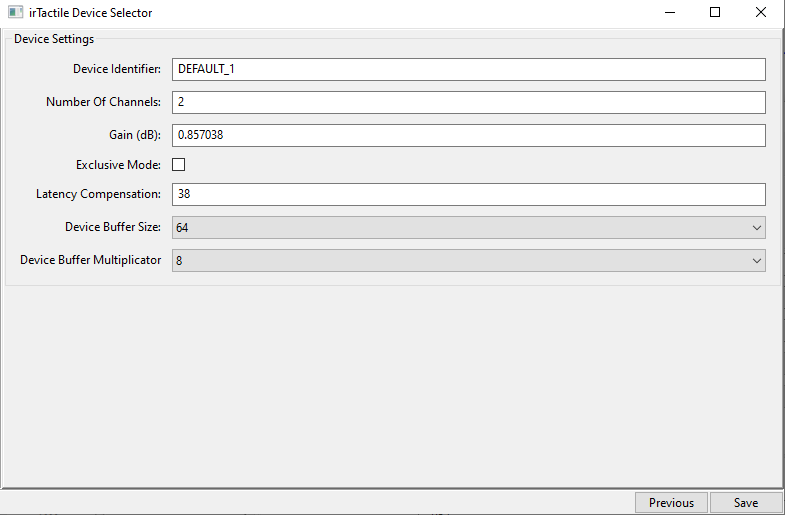 irTactile Device Selector
Device Settings
Device Identifier: DEFAULT_1
Number Of Channels: 2
Gain (dB): 0.857038
Exclusive Mode:
Latency Compensation: 38
Device Buffer Size: 64
Device Buffer Multiplicator 8
Previous Save